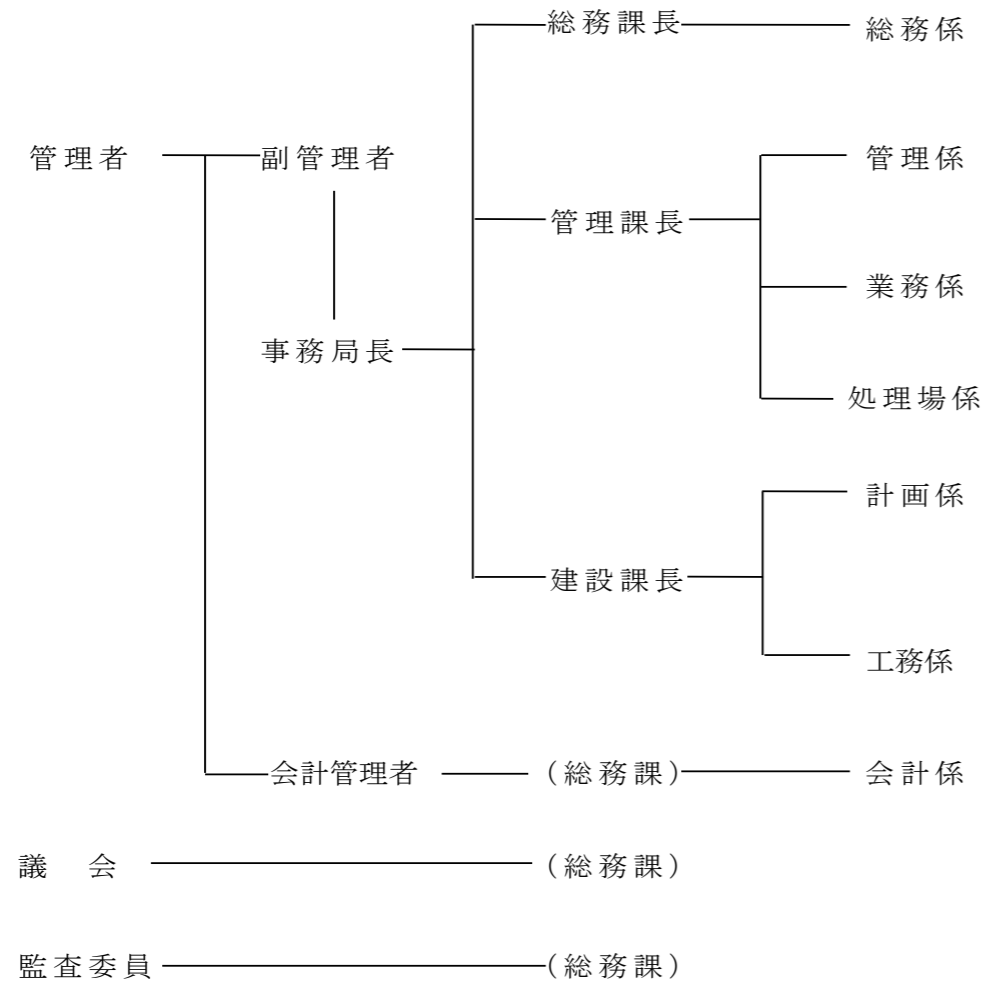 総務課長 総務係
管理者 副管理者 管理係
管理課長
業務係
事務局長
処理場係
計画係
建設課長
工務係
会計管理者 (総務課) 会計係
議　会 (総務課)
監査委員 (総務課)